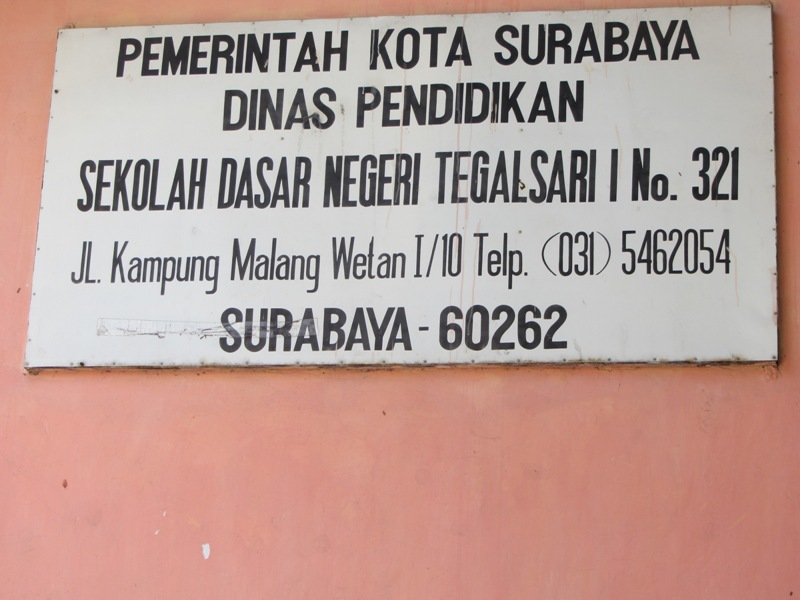 PEMERINTAH KOTA SURABAYA
DINAS PENDIDIKAN
SEKOLAH DASAR NEGERI TEGALSARI I No. 321
JL. Kampung Malang Wetan I/10 Telp. (031) 5462054
SURABAYA - 60262